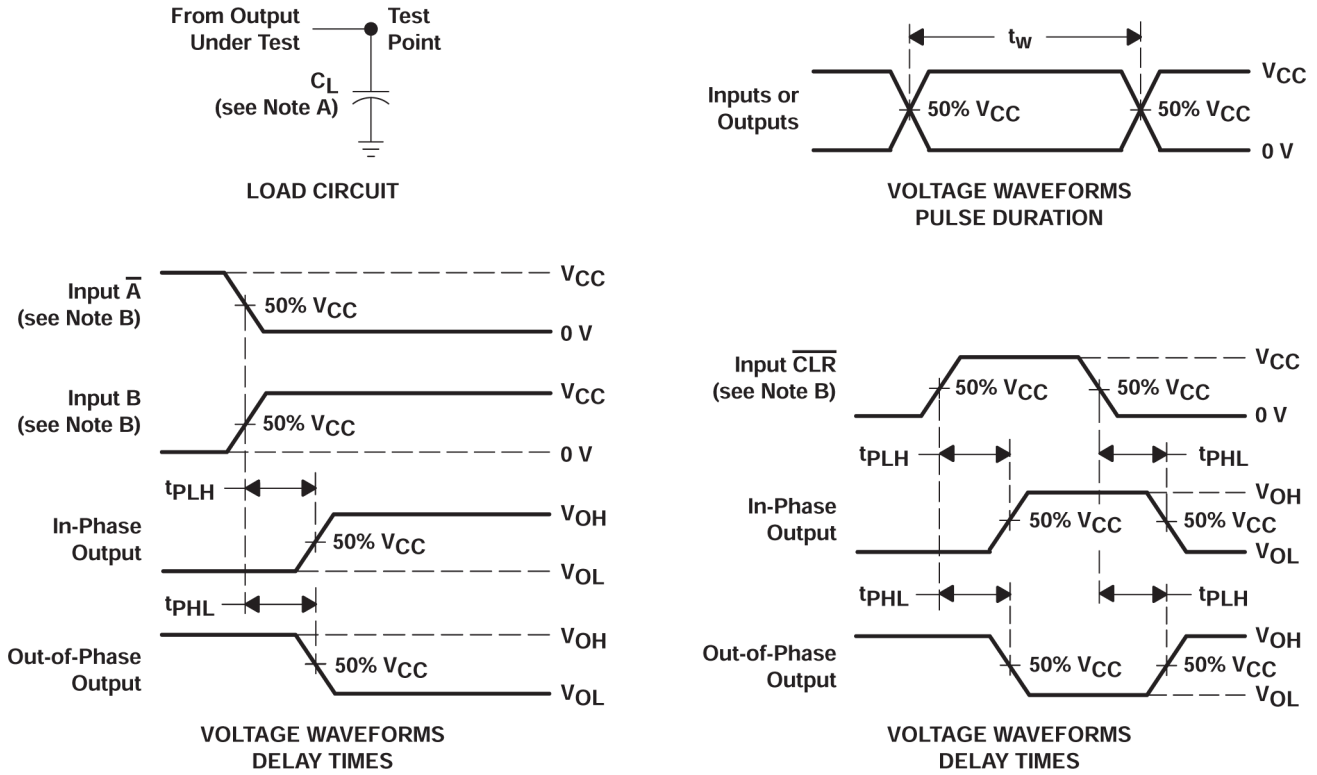 From Output
Under Test
Test
Point
CL
(see Note A)
LOAD CIRCUIT
tw
Inputs or
Outputs
50% VCC
50% VCC
VCC
0 V
VOLTAGE WAVEFORMS
PULSE DURATION
Input A̅
(see Note B)
50% VCC
VCC
0 V
Input B
(see Note B)
50% VCC
VCC
0 V
tPLH
In-Phase
Output
50% VCC
VOH
VOL
tPHL
Out-of-Phase
Output
50% VCC
VOH
VOL
VOLTAGE WAVEFORMS
DELAY TIMES
Input C̅L̅R̅
(see Note B)
50% VCC
50% VCC
VCC
0 V
tPLH
tPHL
In-Phase
Output
50% VCC
50% VCC
VOH
VOL
tPHL
tPLH
Out-of-Phase
Output
50% VCC
50% VCC
VOH
VOL
VOLTAGE WAVEFORMS
DELAY TIMES